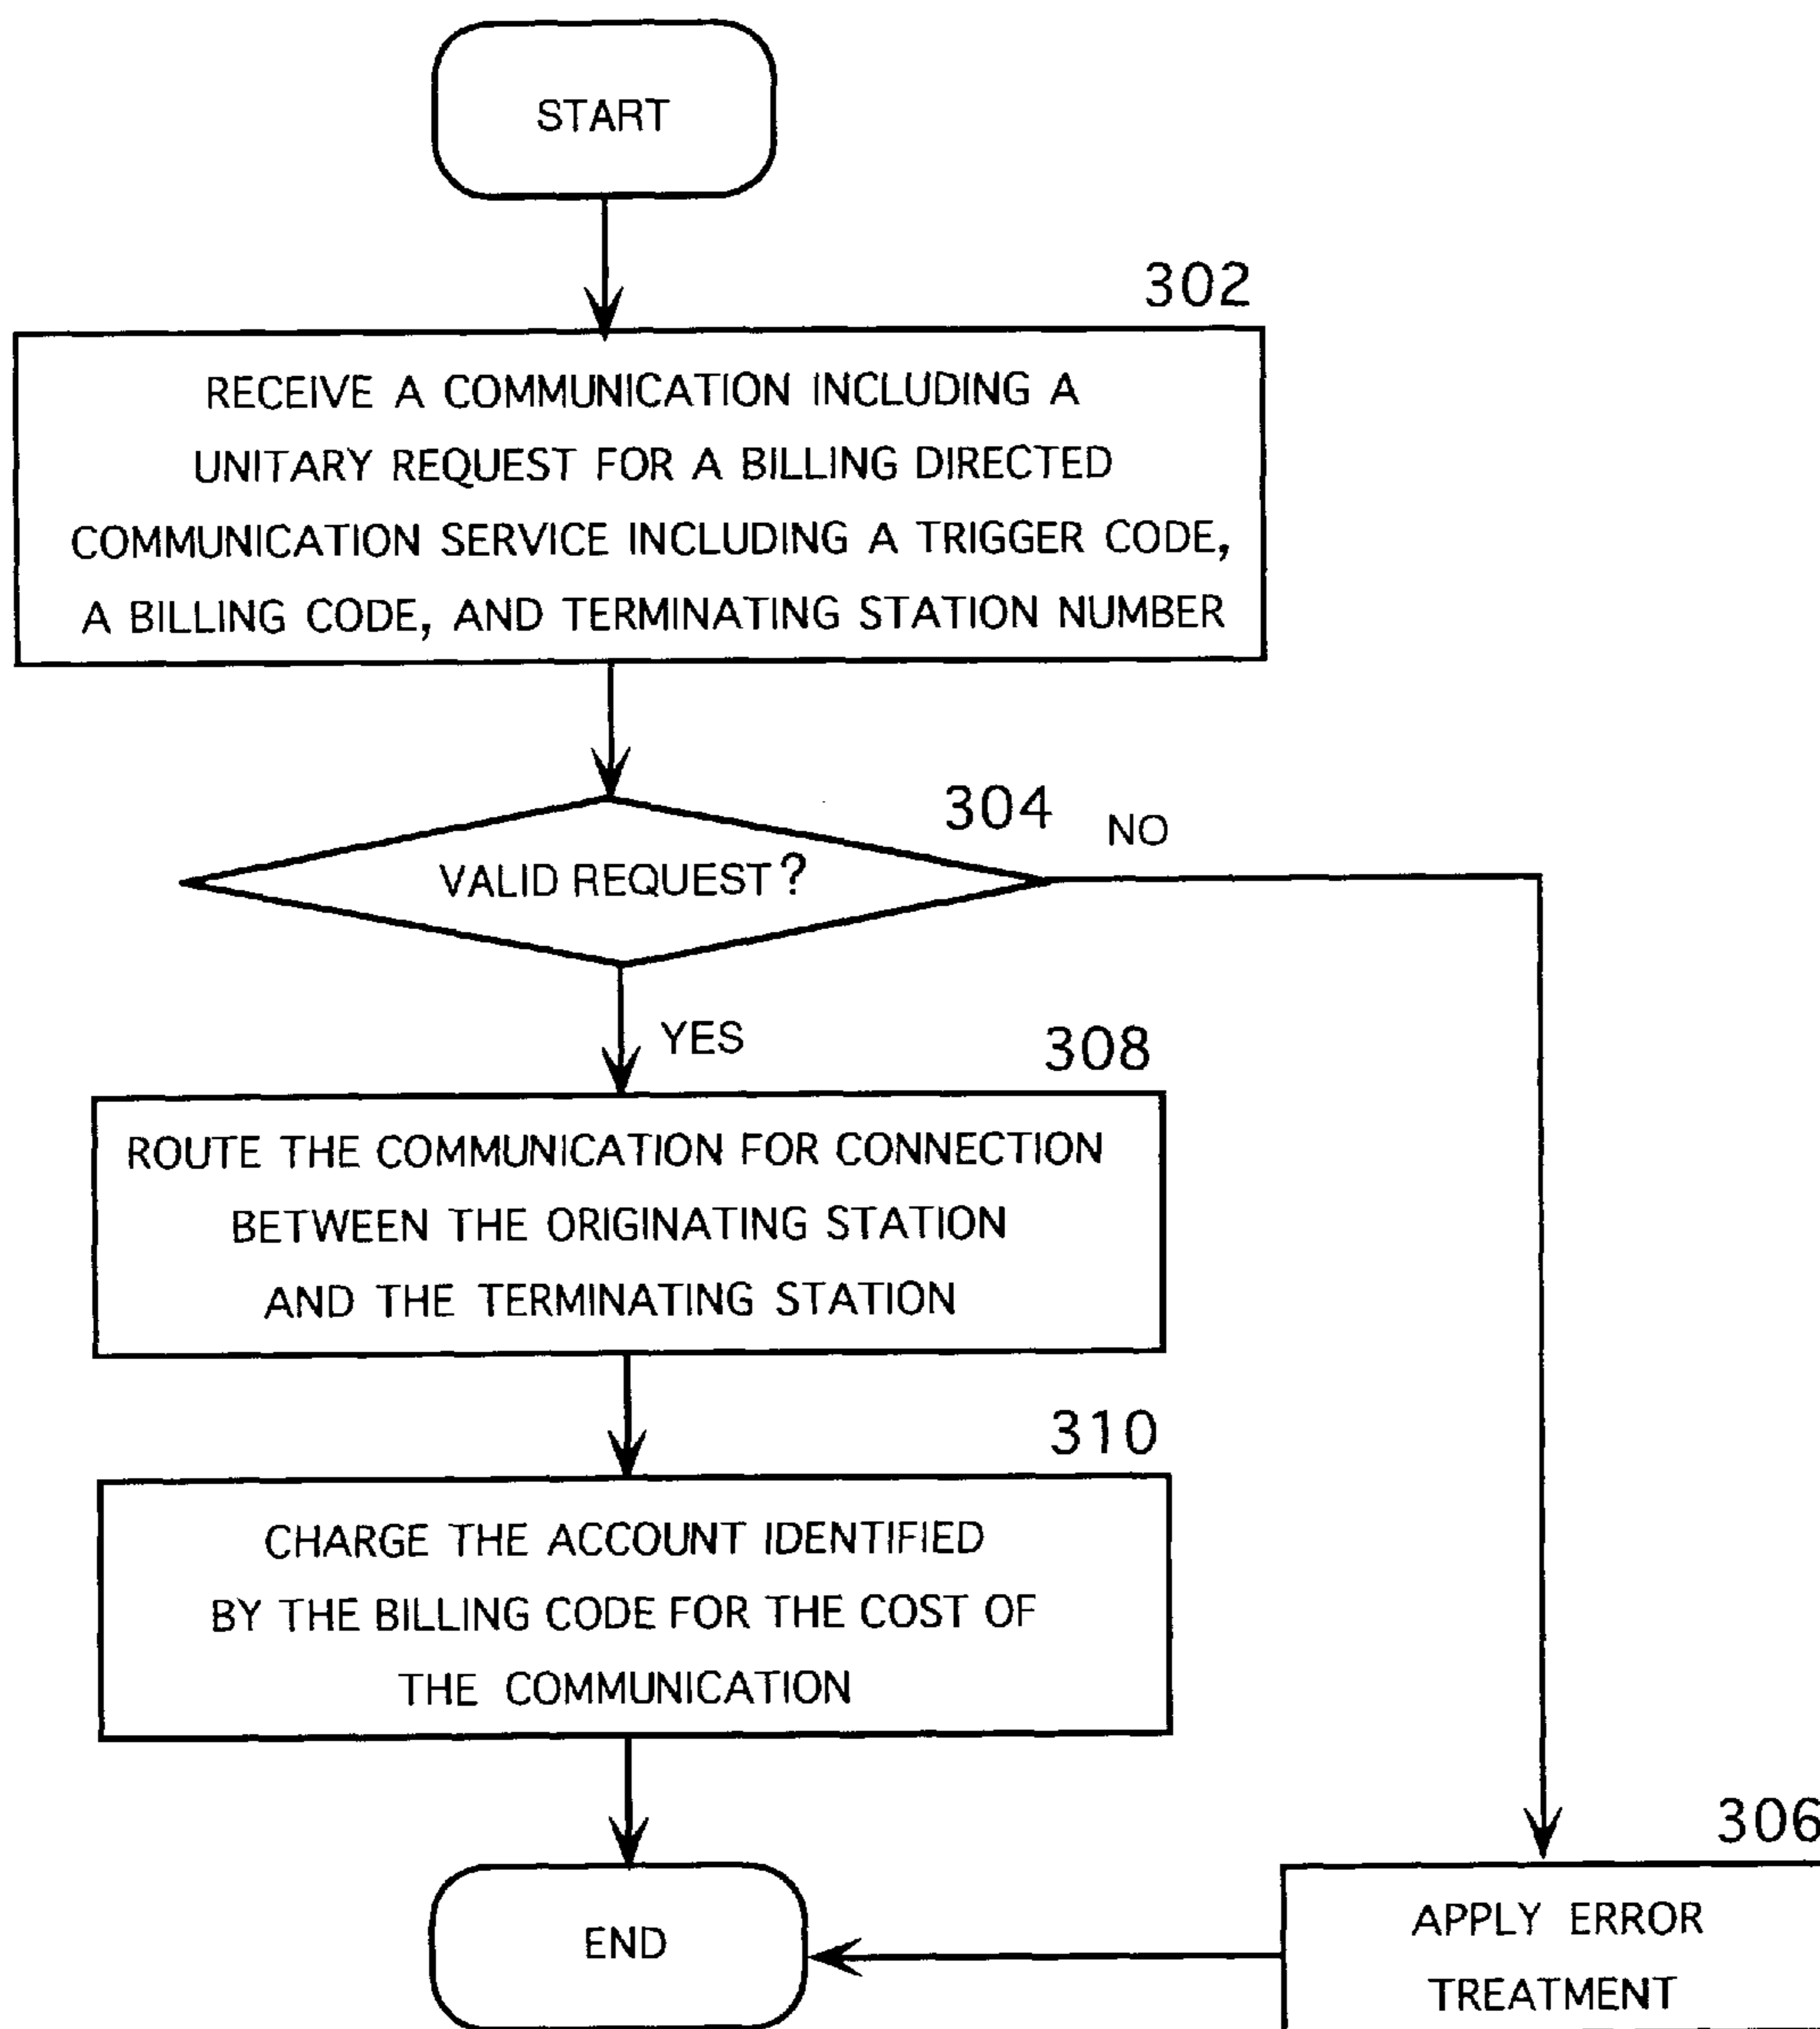 START
302
RECEIVE A COMMUNICATION INCLUDING A
UNITARY REQUEST FOR A BILLING DIRECTED
COMMUNICATION SERVICE INCLUDING A TRIGGER CODE,
A BILLING CODE, AND TERMINATING STATION NUMBER
304
NO
VALID REQUEST?
YES
308
ROUTE THE COMMUNICATION FOR CONNECTION
BETWEEN THE ORIGINATING STATION
AND THE TERMINATING STATION
310
CHARGE THE ACCOUNT IDENTIFIED
BY THE BILLING CODE FOR THE COST OF
THE COMMUNICATION
306
APPLY ERROR
TREATMENT
END